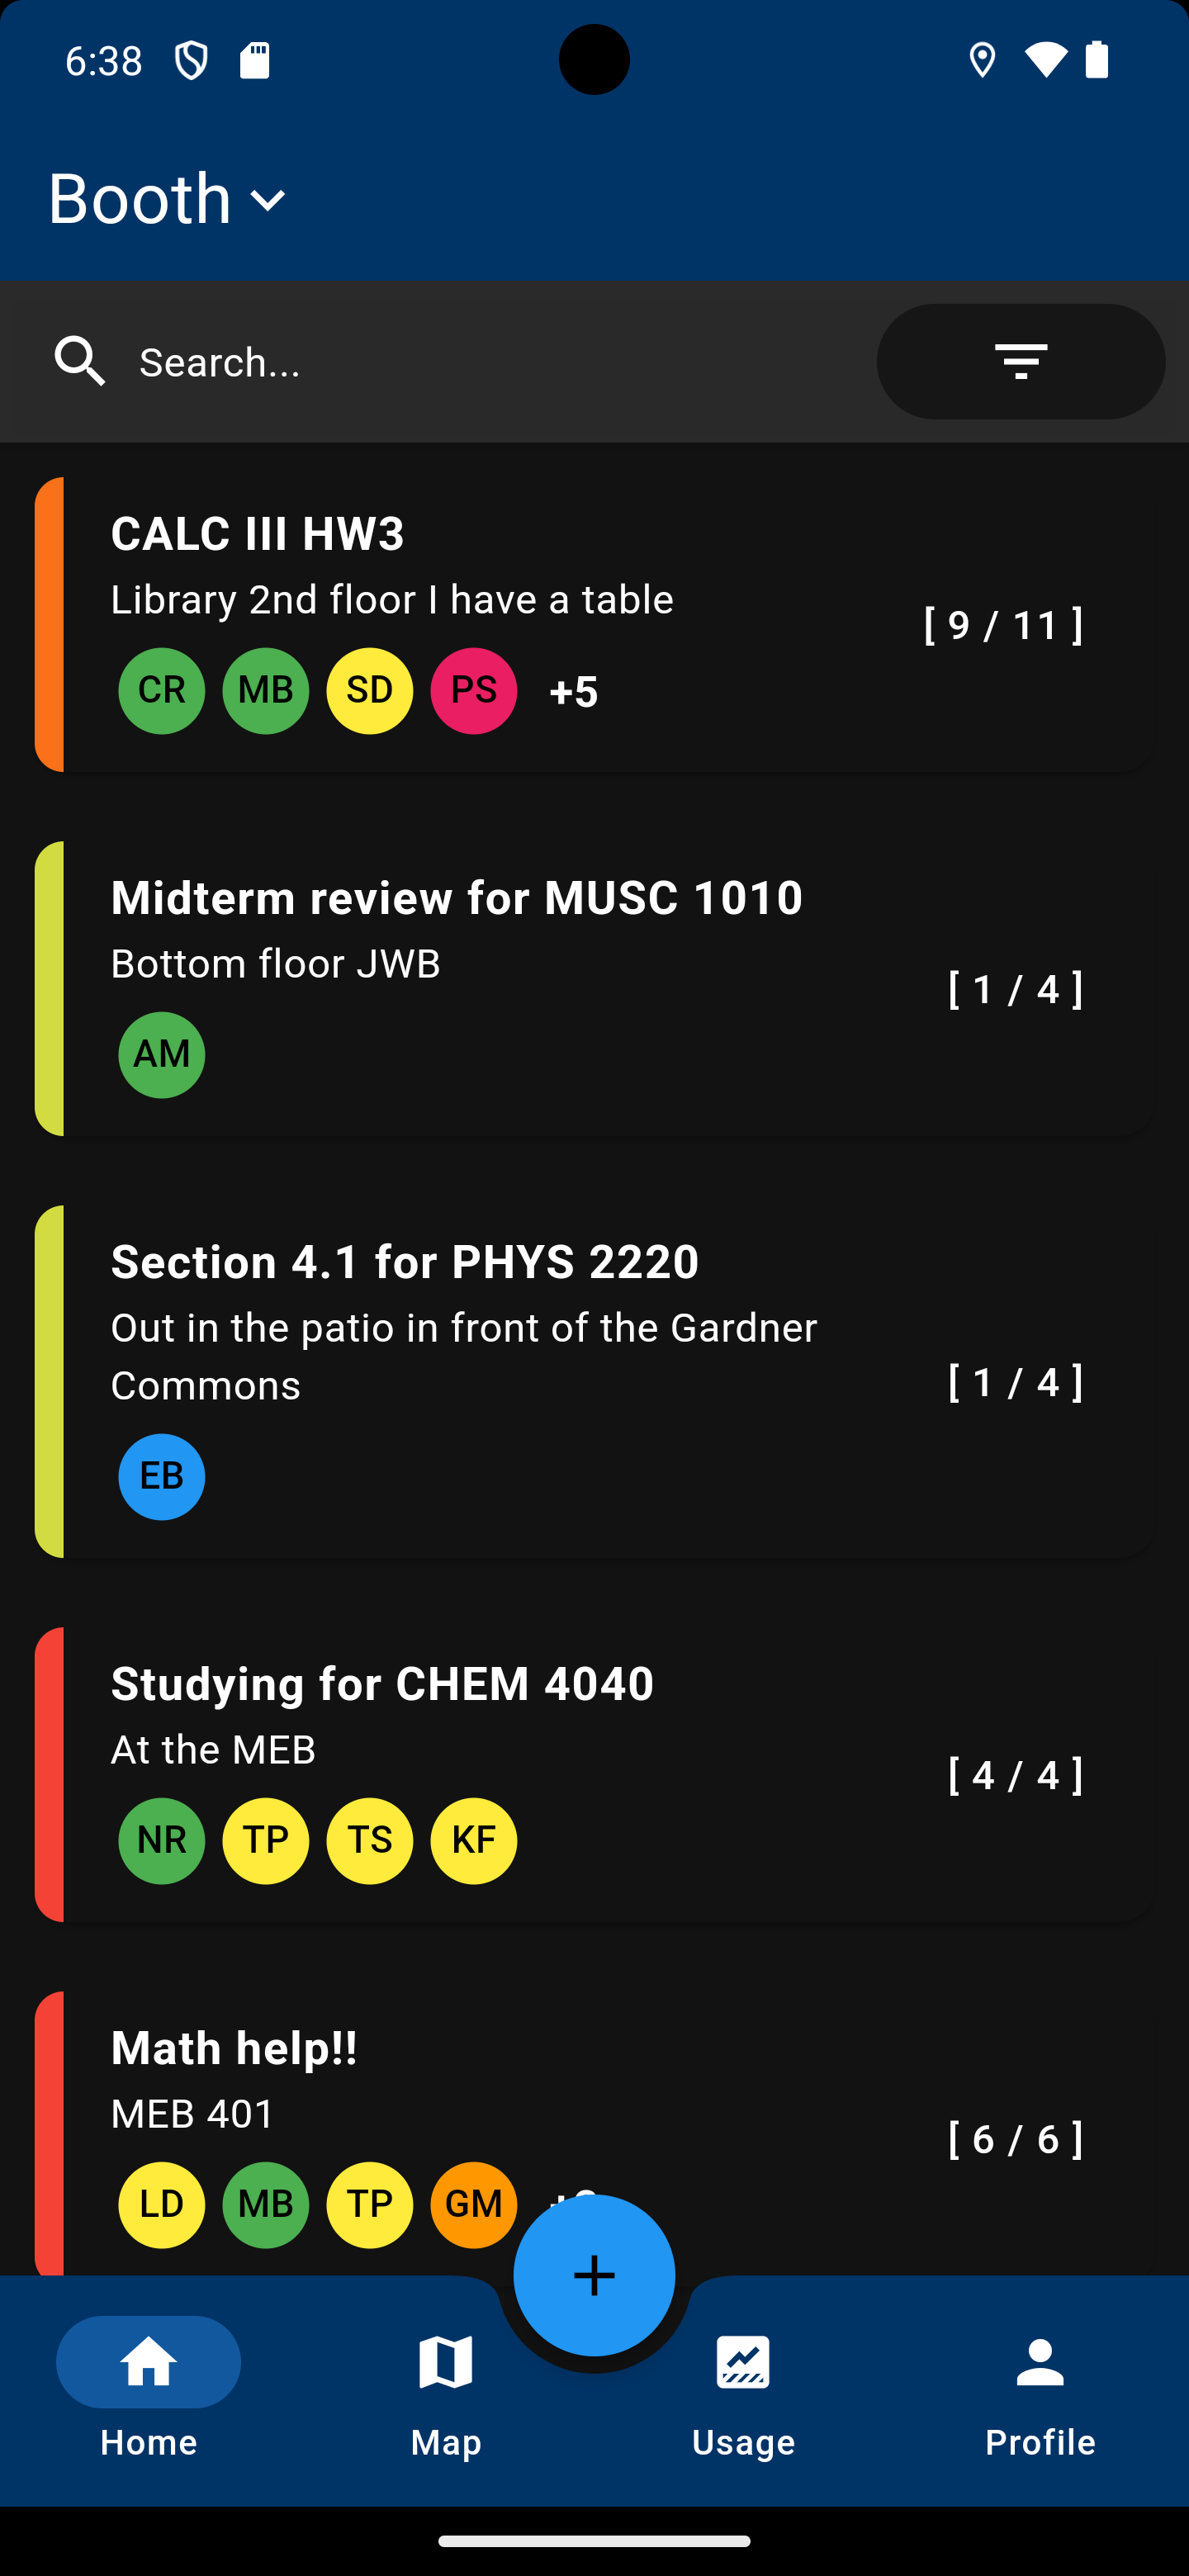 6:38
Booth
Search...
CALC III HW3
Library 2nd floor I have a table
[ 9 / 11 ]
CR MB SD PS +5
Midterm review for MUSC 1010
Bottom floor JWB
[ 1 / 4 ]
AM
Section 4.1 for PHYS 2220
Out in the patio in front of the Gardner
Commons
[ 1 / 4 ]
EB
Studying for CHEM 4040
At the MEB
[ 4 / 4 ]
NR TP TS KF
Math help!!
MEB 401
[ 6 / 6 ]
LD MB TP GM
Home Map Usage Profile